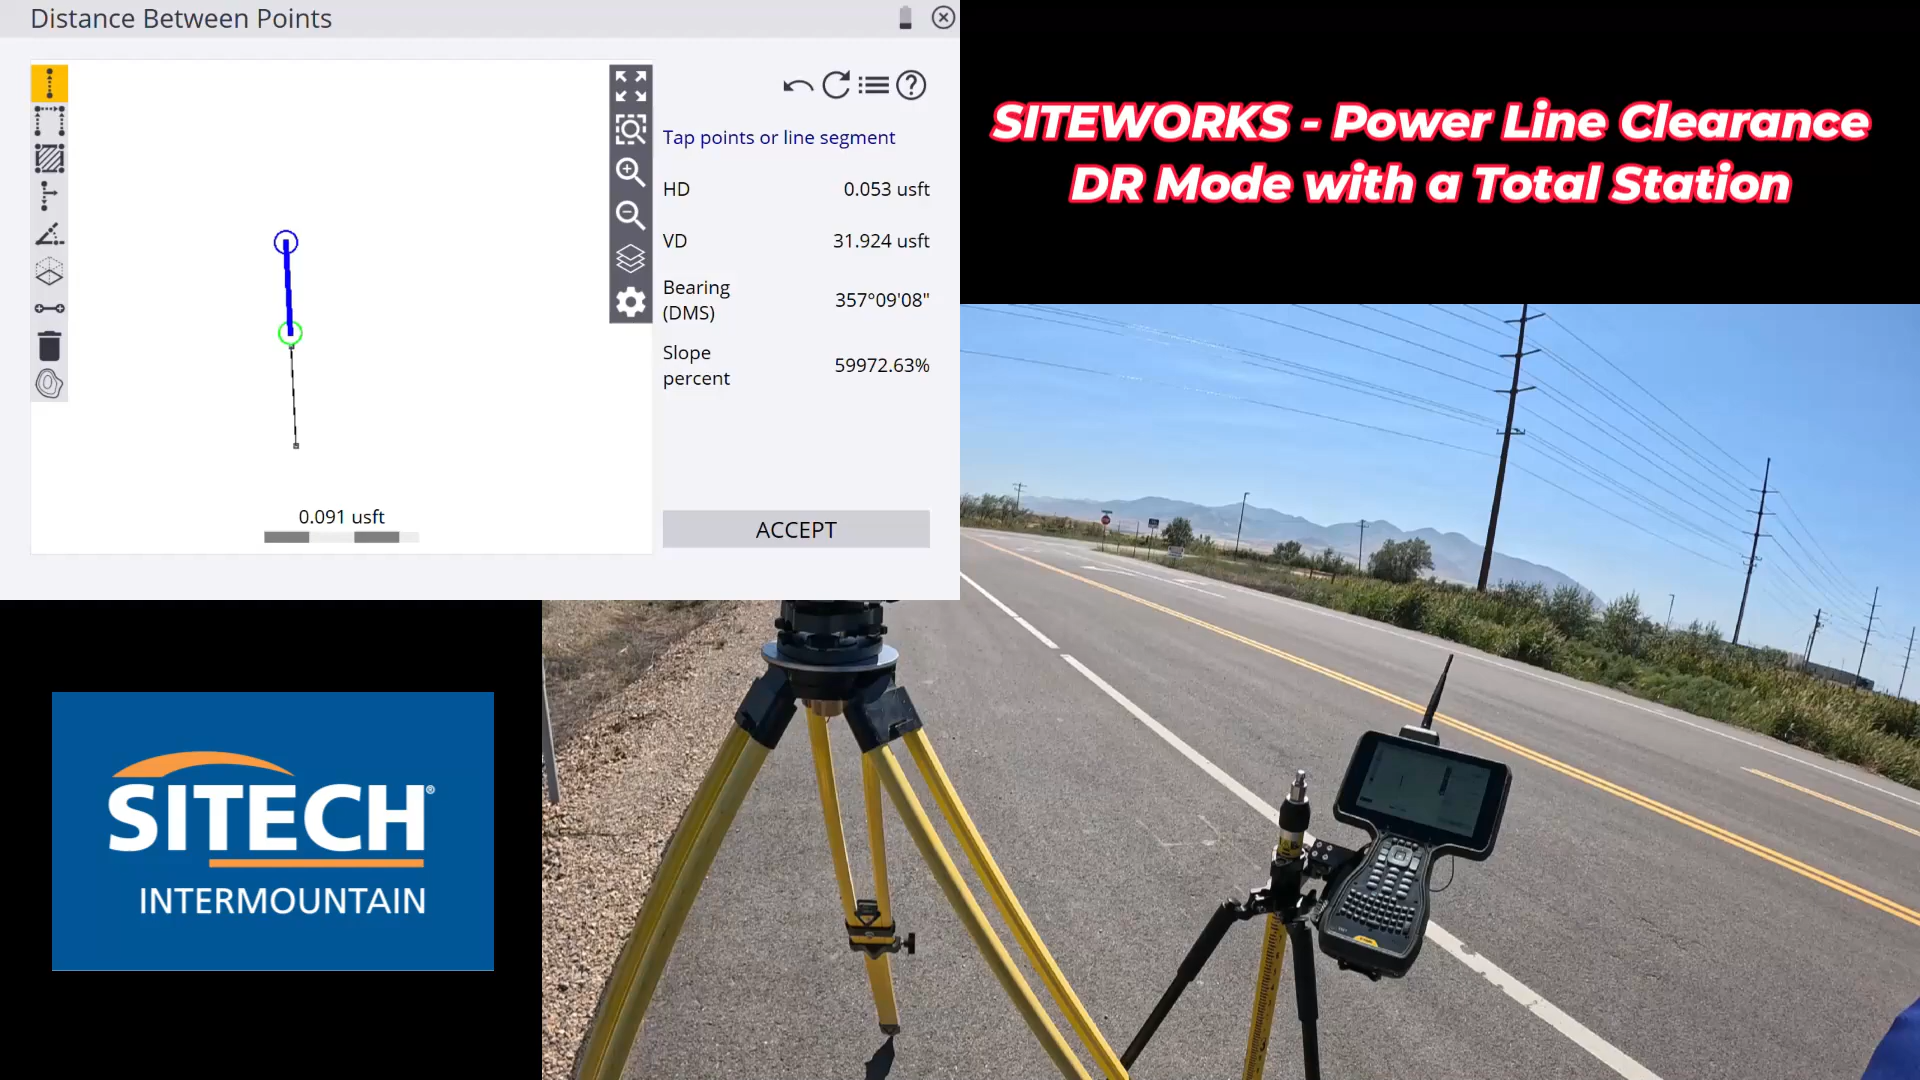 Distance Between Points
Tap points or line segment
HD 0.053 usft
VD 31.924 usft
Bearing
(DMS) 357°09'08"
Slope
percent 59972.63%
0.091 usft
ACCEPT
SITEWORKS - Power Line Clearance
DR Mode with a Total Station
SITECH®
INTERMOUNTAIN